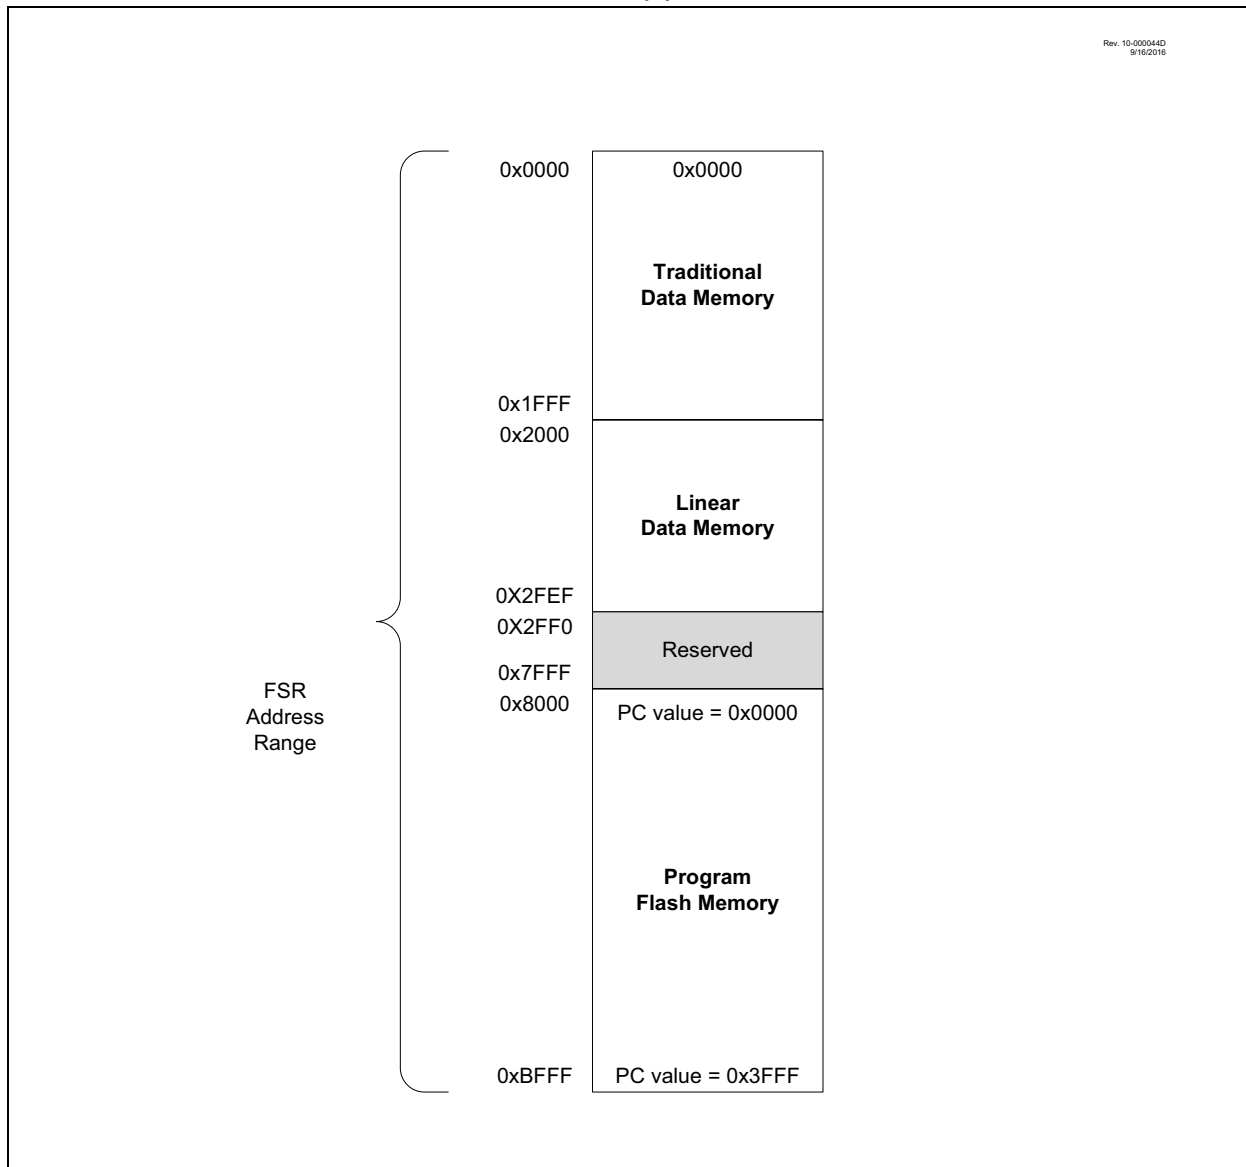 Rev. 10-000044D
9/16/2016
0x0000
0x0000
Traditional
Data Memory
0x1FFF
0x2000
Linear
Data Memory
0X2FEF
0X2FF0
Reserved
0x7FFF
0x8000
PC value = 0x0000
FSR
Address
Range
Program
Flash Memory
0xBFFF
PC value = 0x3FFF